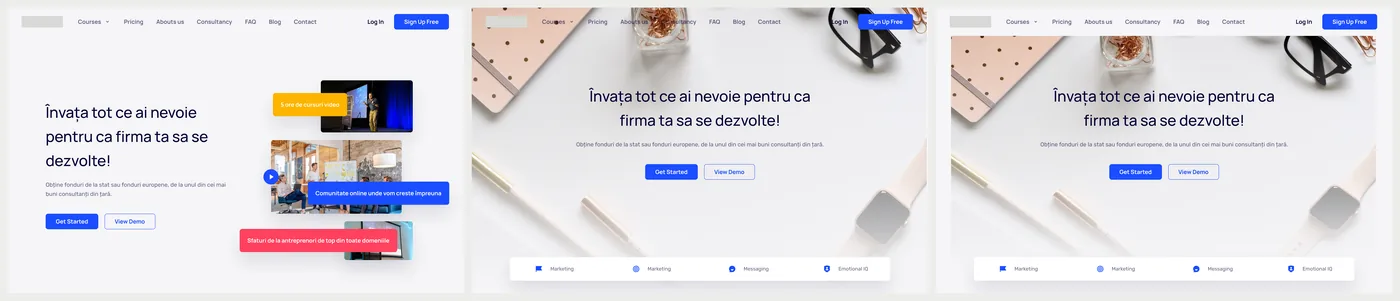 Courses Pricing Abouts us Consultancy FAQ Blog Contact Log In Sign Up Free
Învața tot ce ai nevoie
pentru ca firma ta sa se
dezvolte!
Obține fonduri de la stat sau fonduri europene, de la unul din cei mai
buni consultanți din țară.
Get Started View Demo
5 ore de cursuri video
Comunitate online unde vom creste împreuna
Sfaturi de la antreprenori de top din toate domeniile
Courses Pricing Abouts us Consultancy FAQ Blog Contact Log In Sign Up Free
Învața tot ce ai nevoie pentru ca
firma ta sa se dezvolte!
Obține fonduri de la stat sau fonduri europene, de la unul din cei mai buni consultanți din țară.
Get Started View Demo
Marketing Marketing Messaging Emotional IQ
Courses Pricing Abouts us Consultancy FAQ Blog Contact Log In Sign Up Free
Învața tot ce ai nevoie pentru ca
firma ta sa se dezvolte!
Obține fonduri de la stat sau fonduri europene, de la unul din cei mai buni consultanți din țară.
Get Started View Demo
Marketing Marketing Messaging Emotional IQ